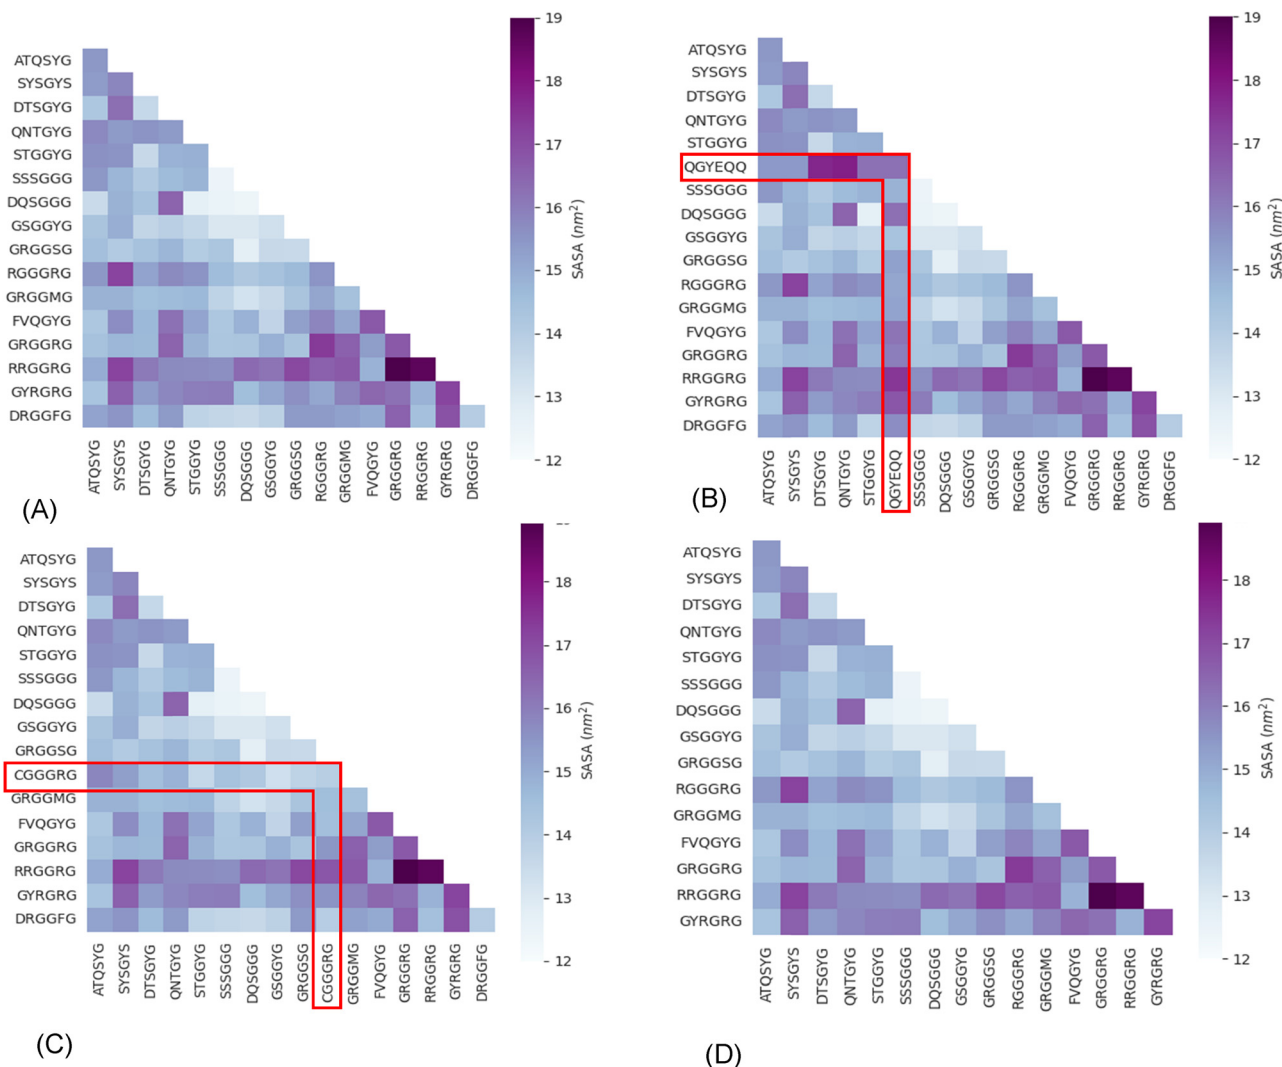 19
18
17
16
15
14
13
12
SASA (nm²)
ATQSYG
SYSGYS
DTSGYG
QNTGYG
STGGYG
SSSGGG
DQSGGG
GSGGYG
GRGGSG
RGGGRG
GRGGMG
FVQGYG
GRGGRG
RRGGRG
GYRGRG
DRGGFG
ATQSYG
SYSGYS
DTSGYG
QNTGYG
STGGYG
SSSGGG
DQSGGG
GSGGYG
GRGGSG
RGGGRG
GRGGMG
FVQGYG
GRGGRG
RRGGRG
GYRGRG
DRGGFG
(A)
19
18
17
16
15
14
13
12
SASA (nm²)
ATQSYG
SYSGYS
DTSGYG
QNTGYG
STGGYG
QGYEQQ
SSSGGG
DQSGGG
GSGGYG
GRGGSG
RGGGRG
GRGGMG
FVQGYG
GRGGRG
RRGGRG
GYRGRG
DRGGFG
ATQSYG
SYSGYS
DTSGYG
QNTGYG
STGGYG
QGYEQQ
SSSGGG
DQSGGG
GSGGYG
GRGGSG
RGGGRG
GRGGMG
FVQGYG
GRGGRG
RRGGRG
GYRGRG
DRGGFG
(B)
18
17
16
15
14
13
12
SASA (nm²)
ATQSYG
SYSGYS
DTSGYG
QNTGYG
STGGYG
SSSGGG
DQSGGG
GSGGYG
GRGGSG
CGGGRG
GRGGMG
FVQGYG
GRGGRG
RRGGRG
GYRGRG
DRGGFG
ATQSYG
SYSGYS
DTSGYG
QNTGYG
STGGYG
SSSGGG
DQSGGG
GSGGYG
GRGGSG
CGGGRG
GRGGMG
FVQGYG
GRGGRG
RRGGRG
GYRGRG
DRGGFG
(C)
18
17
16
15
14
13
12
SASA (nm²)
ATQSYG
SYSGYS
DTSGYG
QNTGYG
STGGYG
SSSGGG
DQSGGG
GSGGYG
GRGGSG
RGGGRG
GRGGMG
FVQGYG
GRGGRG
RRGGRG
GYRGRG
ATQSYG
SYSGYS
DTSGYG
QNTGYG
STGGYG
SSSGGG
DQSGGG
GSGGYG
GRGGSG
RGGGRG
GRGGMG
FVQGYG
GRGGRG
RRGGRG
GYRGRG
(D)